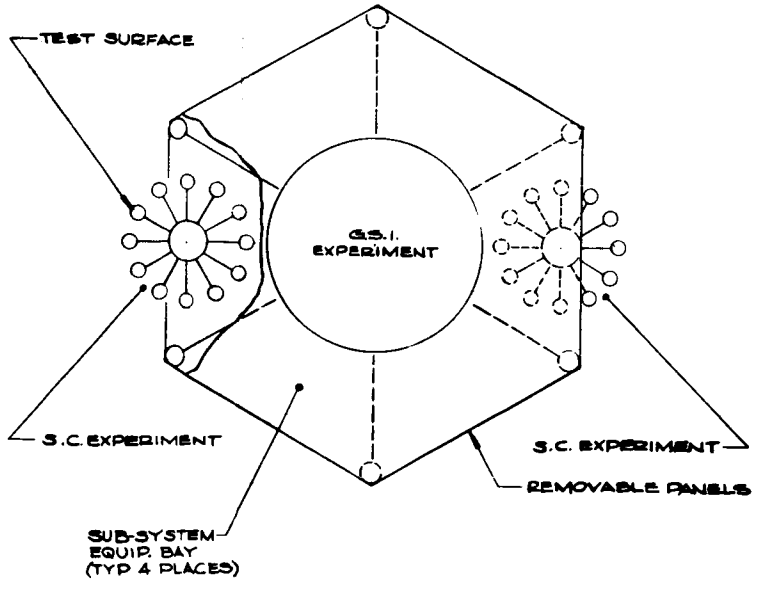 TEST SURFACE
G.S.I.
EXPERIMENT
S.C. EXPERIMENT
S.C. EXPERIMENT
REMOVABLE PANELS
SUB-SYSTEM
EQUIP. BAY
(TYP 4 PLACES)